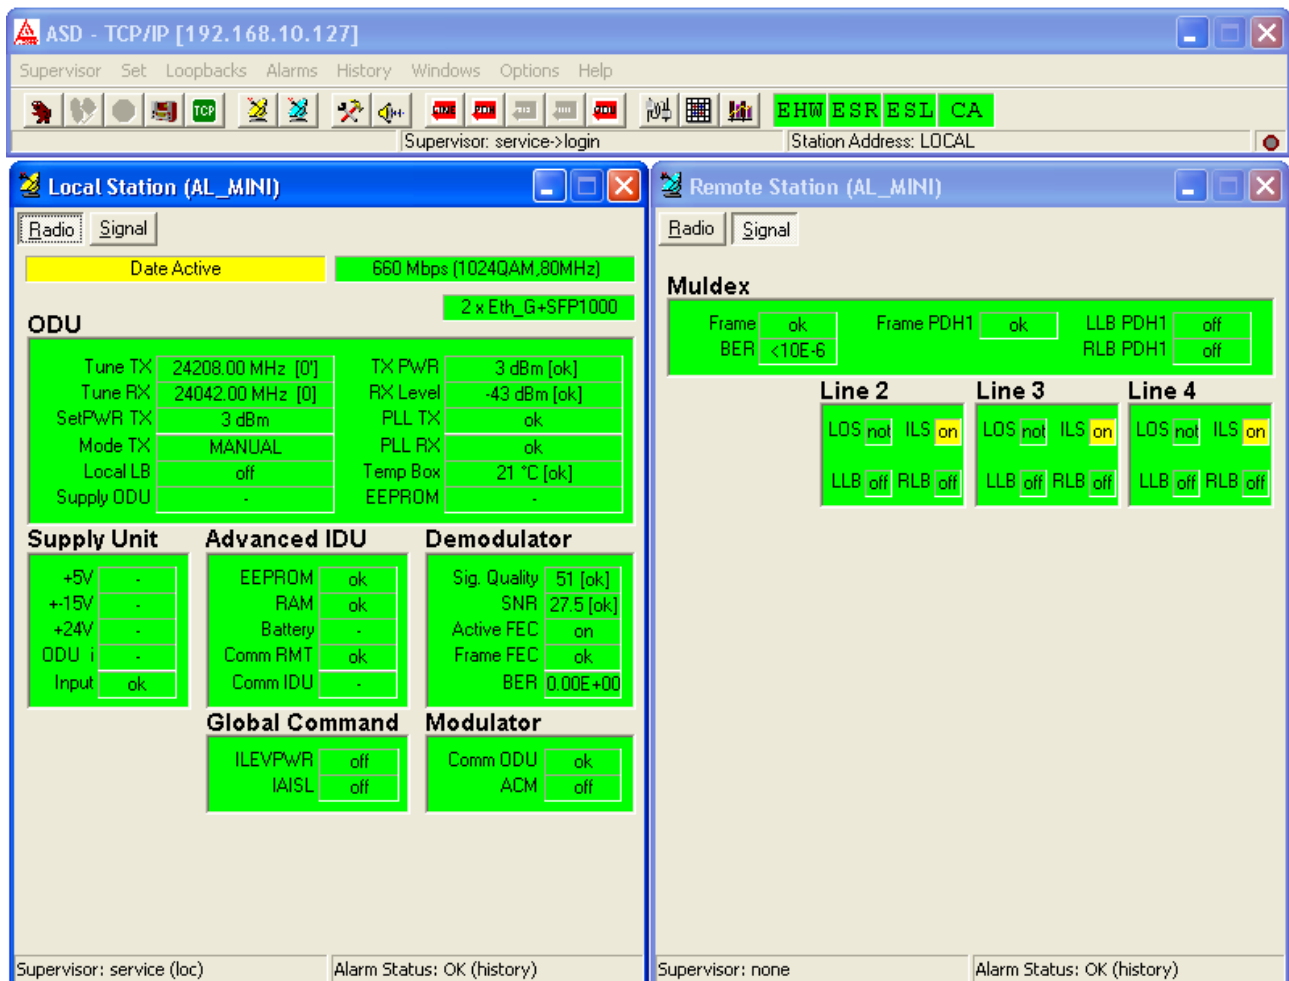 ASD - TCP/IP [192.168.10.127]
Supervisor Set Loopbacks Alarms History Windows Options Help
TCP LINE PDH ODU EHW ESR ESL CA
Supervisor: service->login Station Address: LOCAL
Local Station (AL_MINI)
Radio Signal
Date Active 660 Mbps (1024QAM,80MHz)
2 x Eth_G+SFP1000
ODU
Tune TX 24208.00 MHz [0'] TX PWR 3 dBm [ok]
Tune RX 24042.00 MHz [0] RX Level -43 dBm [ok]
SetPWR TX 3 dBm PLL TX ok
Mode TX MANUAL PLL RX ok
Local LB off Temp Box 21 °C [ok]
Supply ODU - EEPROM -
Supply Unit Advanced IDU Demodulator
+5V - EEPROM ok Sig. Quality 51 [ok]
+-15V - RAM ok SNR 27.5 [ok]
+24V - Battery - Active FEC on
ODU i - Comm RMT ok Frame FEC ok
Input ok Comm IDU - BER 0.00E+00
Global Command Modulator
ILEVPWR off Comm ODU ok
IAISL off ACM off
Supervisor: service (loc) Alarm Status: OK (history)
Remote Station (AL_MINI)
Radio Signal
Muldex
Frame ok Frame PDH1 ok LLB PDH1 off
BER <10E-6 RLB PDH1 off
Line 2 Line 3 Line 4
LOS not ILS on LOS not ILS on LOS not ILS on
LLB off RLB off LLB off RLB off LLB off RLB off
Supervisor: none Alarm Status: OK (history)